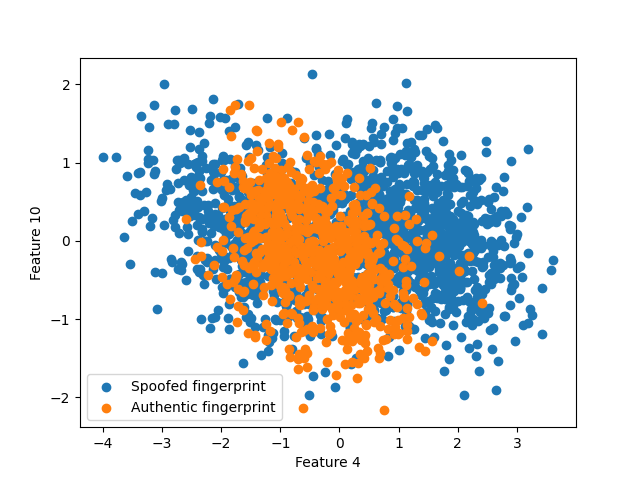 2
1
0
−1
−2
Feature 10
Spoofed fingerprint
Authentic fingerprint
−4 −3 −2 −1 0 1 2 3
Feature 4